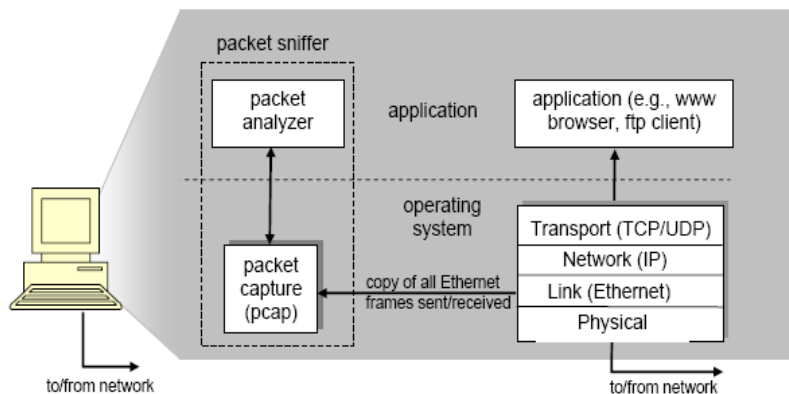 packet sniffer
packet
analyzer
application
application (e.g., www
browser, ftp client)
operating
system
packet
capture
(pcap)
copy of all Ethernet
frames sent/received
Transport (TCP/UDP)
Network (IP)
Link (Ethernet)
Physical
to/from network
to/from network